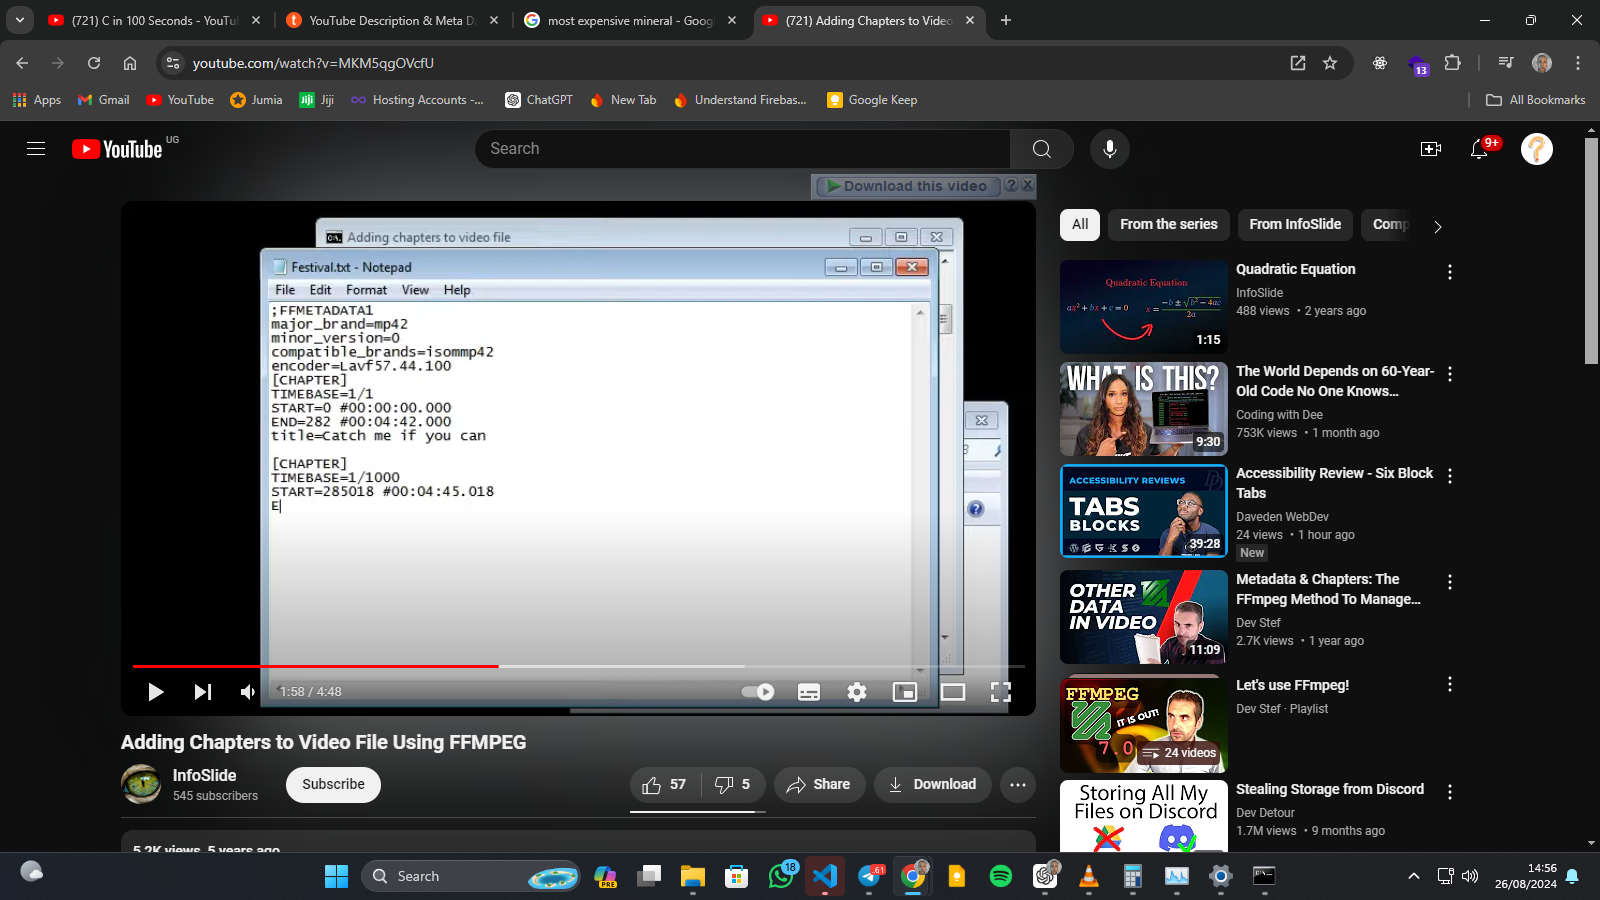 (721) C in 100 Seconds - YouTu
YouTube Description & Meta D
most expensive mineral - Goog
(721) Adding Chapters to Video
youtube.com/watch?v=MKM5qgOVcfU
13
Apps
Gmail
YouTube
Jumia
Jiji
Hosting Accounts -...
ChatGPT
New Tab
Understand Firebas...
Google Keep
All Bookmarks
YouTube UG
Search
9+
Download this video
Adding chapters to video file
Festival.txt - Notepad
File Edit Format View Help
;FFMETADATA1
major_brand=mp42
minor_version=0
compatible_brands=isommp42
encoder=Lavf57.44.100
[CHAPTER]
TIMEBASE=1/1
START=0 #00:00:00.000
END=282 #00:04:42.000
title=Catch me if you can
[CHAPTER]
TIMEBASE=1/1000
START=285018 #00:04:45.018
E
1:58 / 4:48
Adding Chapters to Video File Using FFMPEG
InfoSlide
545 subscribers
Subscribe
57
5
Share
Download
5.2K views 5 years ago
All
From the series
From InfoSlide
Comp
Quadratic Equation
ax² + bx + c = 0
x = −b ± √b² − 4ac / 2a
1:15
Quadratic Equation
InfoSlide
488 views • 2 years ago
WHAT IS THIS?
9:30
The World Depends on 60-Year-
Old Code No One Knows...
Coding with Dee
753K views • 1 month ago
ACCESSIBILITY REVIEWS
TABS
BLOCKS
39:28
Accessibility Review - Six Block
Tabs
Daveden WebDev
24 views • 1 hour ago
New
OTHER
DATA
IN VIDEO
11:09
Metadata & Chapters: The
FFmpeg Method To Manage...
Dev Stef
2.7K views • 1 year ago
FFMPEG
IT IS OUT!
7.0
24 videos
Let's use FFmpeg!
Dev Stef · Playlist
Storing All My
Files on Discord
Stealing Storage from Discord
Dev Detour
1.7M views • 9 months ago
Search
PRE
18
.61
14:56
26/08/2024